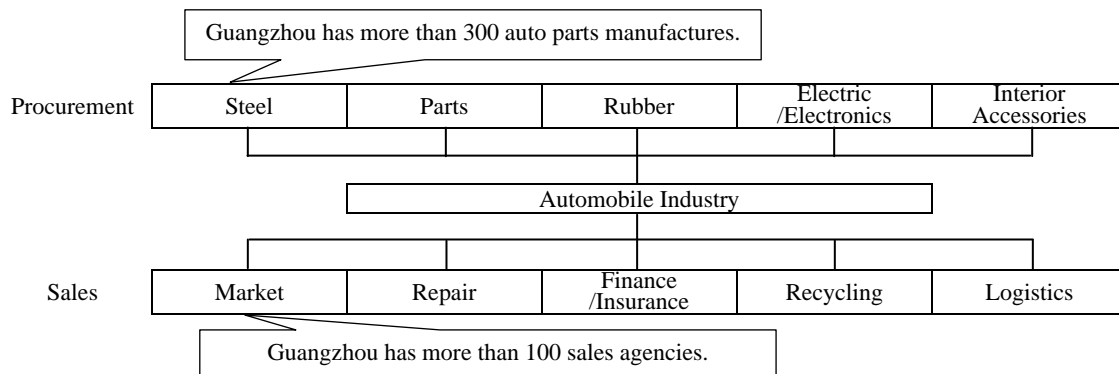 Guangzhou has more than 300 auto parts manufactures.
Procurement
Steel
Parts
Rubber
Electric
/Electronics
Interior
Accessories
Automobile Industry
Sales
Market
Repair
Finance
/Insurance
Recycling
Logistics
Guangzhou has more than 100 sales agencies.